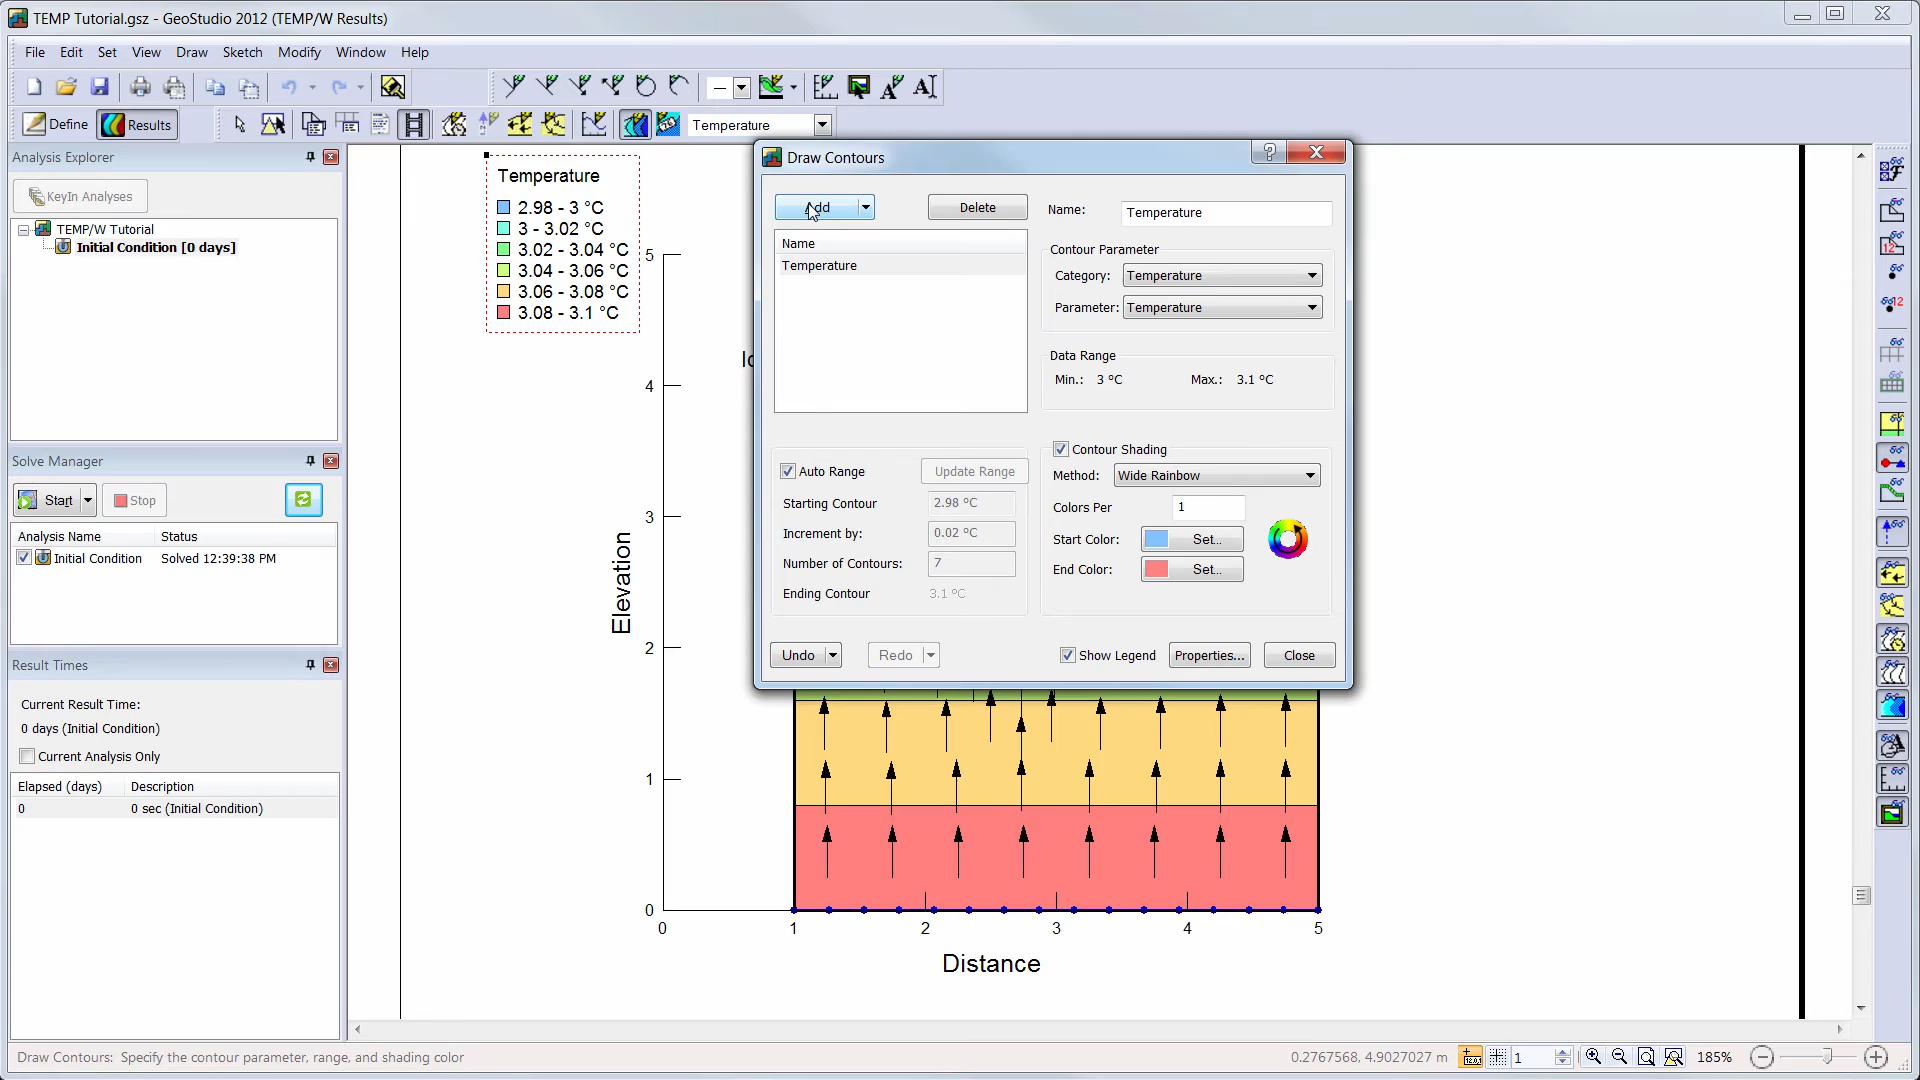 TEMP Tutorial.gsz - GeoStudio 2012 (TEMP/W Results)
File Edit Set View Draw Sketch Modify Window Help
Define Results Temperature
Analysis Explorer
KeyIn Analyses
TEMP/W Tutorial
Initial Condition [0 days]
Solve Manager
Start Stop
Analysis Name Status
Initial Condition Solved 12:39:38 PM
Result Times
Current Result Time:
0 days (Initial Condition)
Current Analysis Only
Elapsed (days) Description
0 0 sec (Initial Condition)
Temperature
2.98 - 3 °C
3 - 3.02 °C
3.02 - 3.04 °C
3.04 - 3.06 °C
3.06 - 3.08 °C
3.08 - 3.1 °C
5
4
3
2
1
0
Elevation
0 1 2 3 4 5
Distance
Draw Contours
Add Delete
Name
Temperature
Name: Temperature
Contour Parameter
Category: Temperature
Parameter: Temperature
Data Range
Min.: 3 °C Max.: 3.1 °C
Auto Range Update Range
Starting Contour 2.98 °C
Increment by: 0.02 °C
Number of Contours: 7
Ending Contour 3.1 °C
Contour Shading
Method: Wide Rainbow
Colors Per 1
Start Color: Set...
End Color: Set...
Undo Redo Show Legend Properties... Close
Draw Contours: Specify the contour parameter, range, and shading color
0.2767568, 4.9027027 m 1 185%